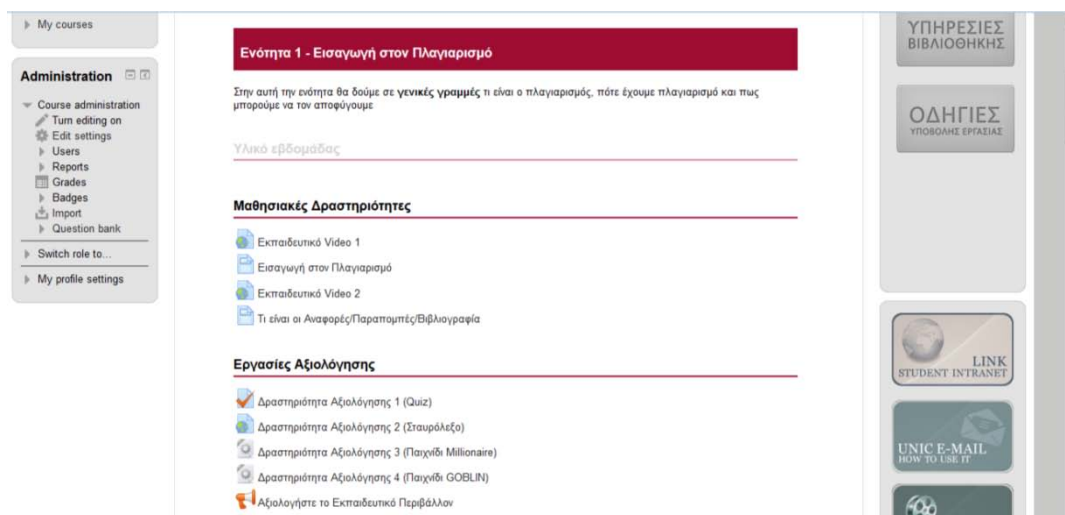 My courses
Administration
Course administration
Turn editing on
Edit settings
Users
Reports
Grades
Badges
Import
Question bank
Switch role to...
My profile settings
Ενότητα 1 - Εισαγωγή στον Πλαγιαρισμό
Στην αυτή την ενότητα θα δούμε σε γενικές γραμμές τι είναι ο πλαγιαρισμός, πότε έχουμε πλαγιαρισμό και πως
μπορούμε να τον αποφύγουμε
Υλικό εβδομάδας
Μαθησιακές Δραστηριότητες
Εκπαιδευτικό Video 1
Εισαγωγή στον Πλαγιαρισμό
Εκπαιδευτικό Video 2
Τι είναι οι Αναφορές/Παραπομπές/Βιβλιογραφία
Εργασίες Αξιολόγησης
Δραστηριότητα Αξιολόγησης 1 (Quiz)
Δραστηριότητα Αξιολόγησης 2 (Σταυρόλεξο)
Δραστηριότητα Αξιολόγησης 3 (Παιχνίδι Millionaire)
Δραστηριότητα Αξιολόγησης 4 (Παιχνίδι GOBLIN)
Αξιολογήστε το Εκπαιδευτικό Περιβάλλον
ΥΠΗΡΕΣΙΕΣ
ΒΙΒΛΙΟΘΗΚΗΣ
ΟΔΗΓΙΕΣ
ΥΠΟΒΟΛΗΣ ΕΡΓΑΣΙΑΣ
LINK
STUDENT INTRANET
UNIC E-MAIL
HOW TO USE IT